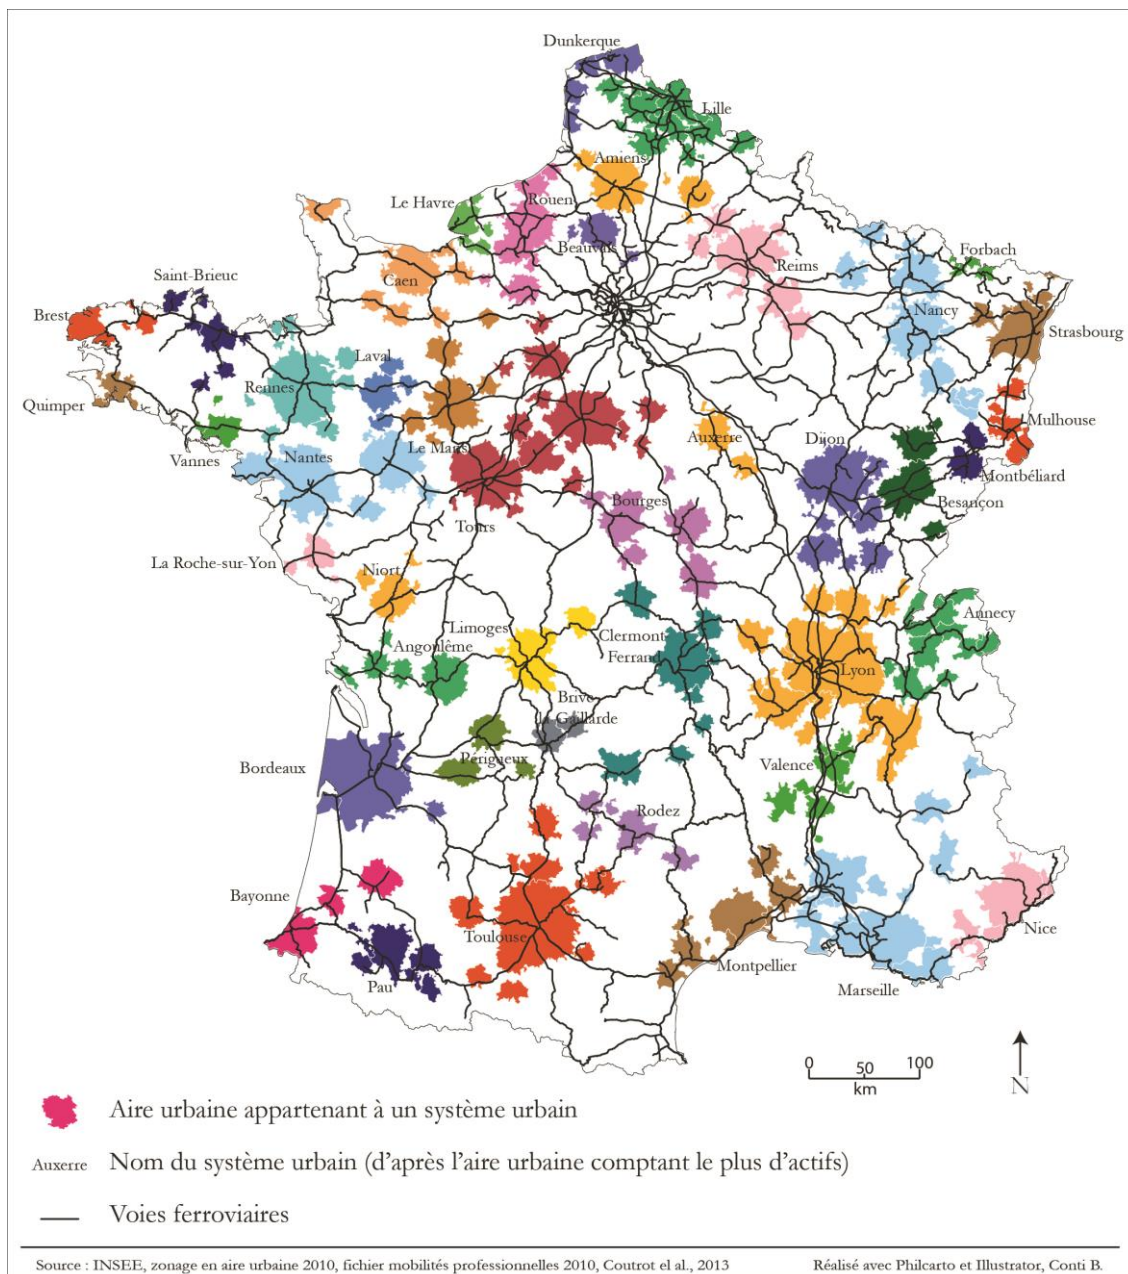 Dunkerque
Lille
Amiens
Le Havre
Rouen
Beauvais
Reims
Forbach
Saint-Brieuc
Caen
Nancy
Brest
Strasbourg
Laval
Rennes
Quimper
Mulhouse
Auxerre
Dijon
Le Mans
Vannes
Nantes
Montbéliard
Bourges
Besançon
Tours
La Roche-sur-Yon
Niort
Annecy
Limoges
Clermont
Ferrand
Angoulême
Lyon
Brive
la Gaillarde
Périgueux
Valence
Bordeaux
Rodez
Bayonne
Toulouse
Nice
Montpellier
Pau
Marseille
0 50 100
km
N
Aire urbaine appartenant à un système urbain
Auxerre Nom du système urbain (d'après l'aire urbaine comptant le plus d'actifs)
Voies ferroviaires
Source : INSEE, zonage en aire urbaine 2010, fichier mobilités professionnelles 2010, Coutrot el al., 2013 Réalisé avec Philcarto et Illustrator, Conti B.